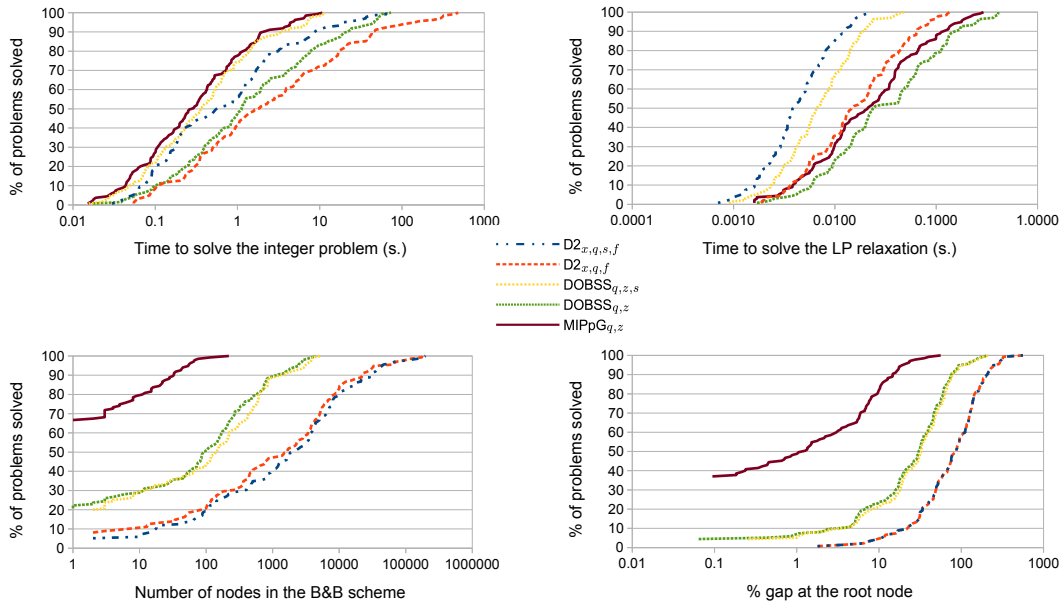 % of problems solved
100
90
80
70
60
50
40
30
20
10
0
0.01 0.1 1 10 100 1000
Time to solve the integer problem (s.)
% of problems solved
100
90
80
70
60
50
40
30
20
10
0
0.0001 0.0010 0.0100 0.1000 1.0000
Time to solve the LP relaxation (s.)
D2x,q,s,f
D2x,q,f
DOBSSq,z,s
DOBSSq,z
MIPpGq,z
% of problems solved
100
90
80
70
60
50
40
30
20
10
0
1 10 100 1000 10000 100000 1000000
Number of nodes in the B&B scheme
% of problems solved
100
90
80
70
60
50
40
30
20
10
0
0.01 0.1 1 10 100 1000
% gap at the root node